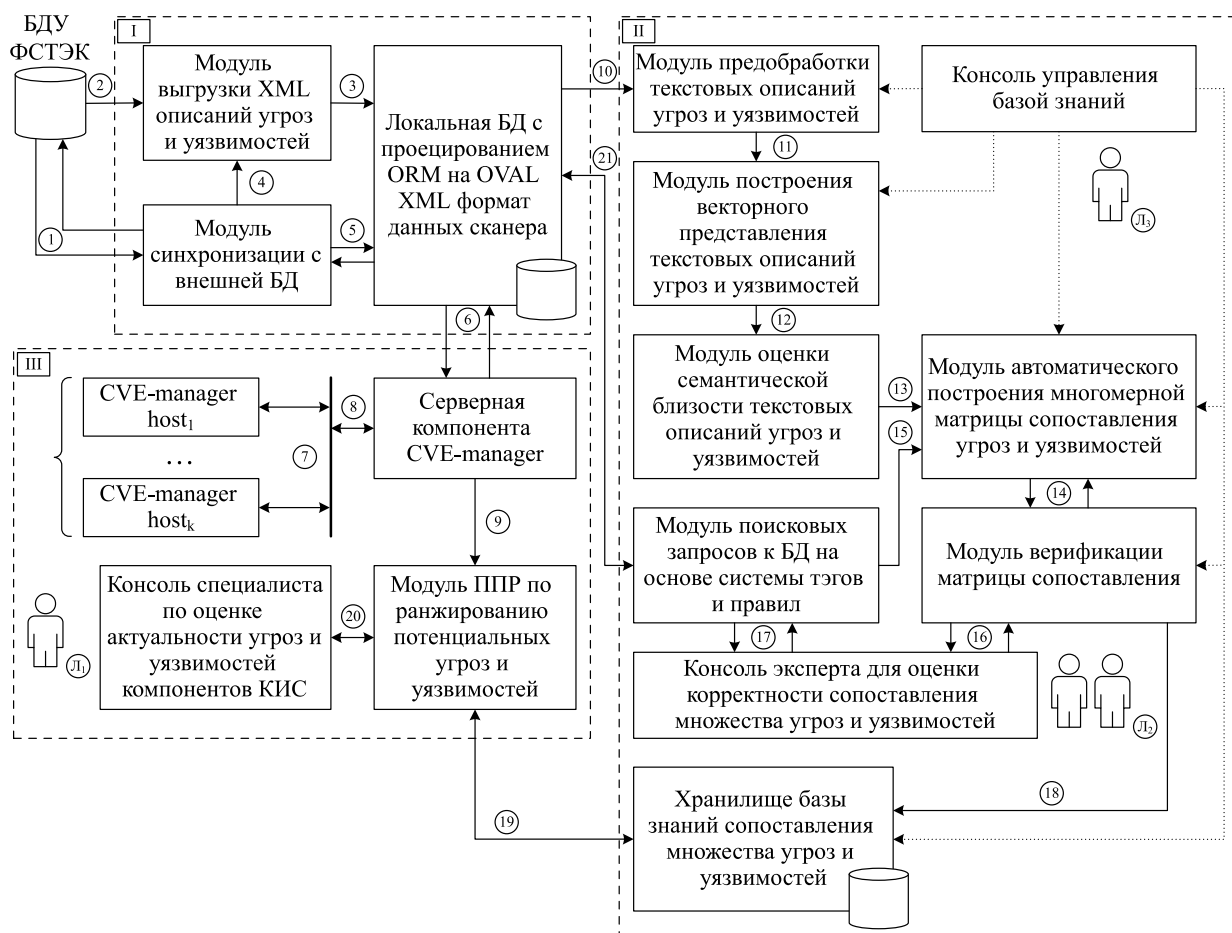 БДУ
ФСТЭК
I
1
2
Модуль
выгрузки XML
описаний угроз
и уязвимостей
3
4
Модуль
синхронизации с
внешней БД
5
Локальная БД с
проецированием
ORM на OVAL
XML формат
данных сканера
6
10
21
III
CVE-manager
host1
...
CVE-manager
hostk
7
8
Серверная
компонента
CVE-manager
9
Консоль специалиста
по оценке
актуальности угроз и
уязвимостей
компонентов КИС
Л1
20
Модуль ППР по
ранжированию
потенциальных
угроз и
уязвимостей
19
II
Модуль предобработки
текстовых описаний
угроз и уязвимостей
Консоль управления
базой знаний
11
Л3
Модуль построения
векторного
представления
текстовых описаний
угроз и уязвимостей
12
Модуль оценки
семантической
близости текстовых
описаний угроз и
уязвимостей
13
15
Модуль автоматического
построения многомерной
матрицы сопоставления
угроз и уязвимостей
14
Модуль поисковых
запросов к БД на
основе системы тэгов
и правил
Модуль верификации
матрицы сопоставления
17
16
Консоль эксперта для оценки
корректности сопоставления
множества угроз и уязвимостей
Л2
18
Хранилище базы
знаний сопоставления
множества угроз и
уязвимостей